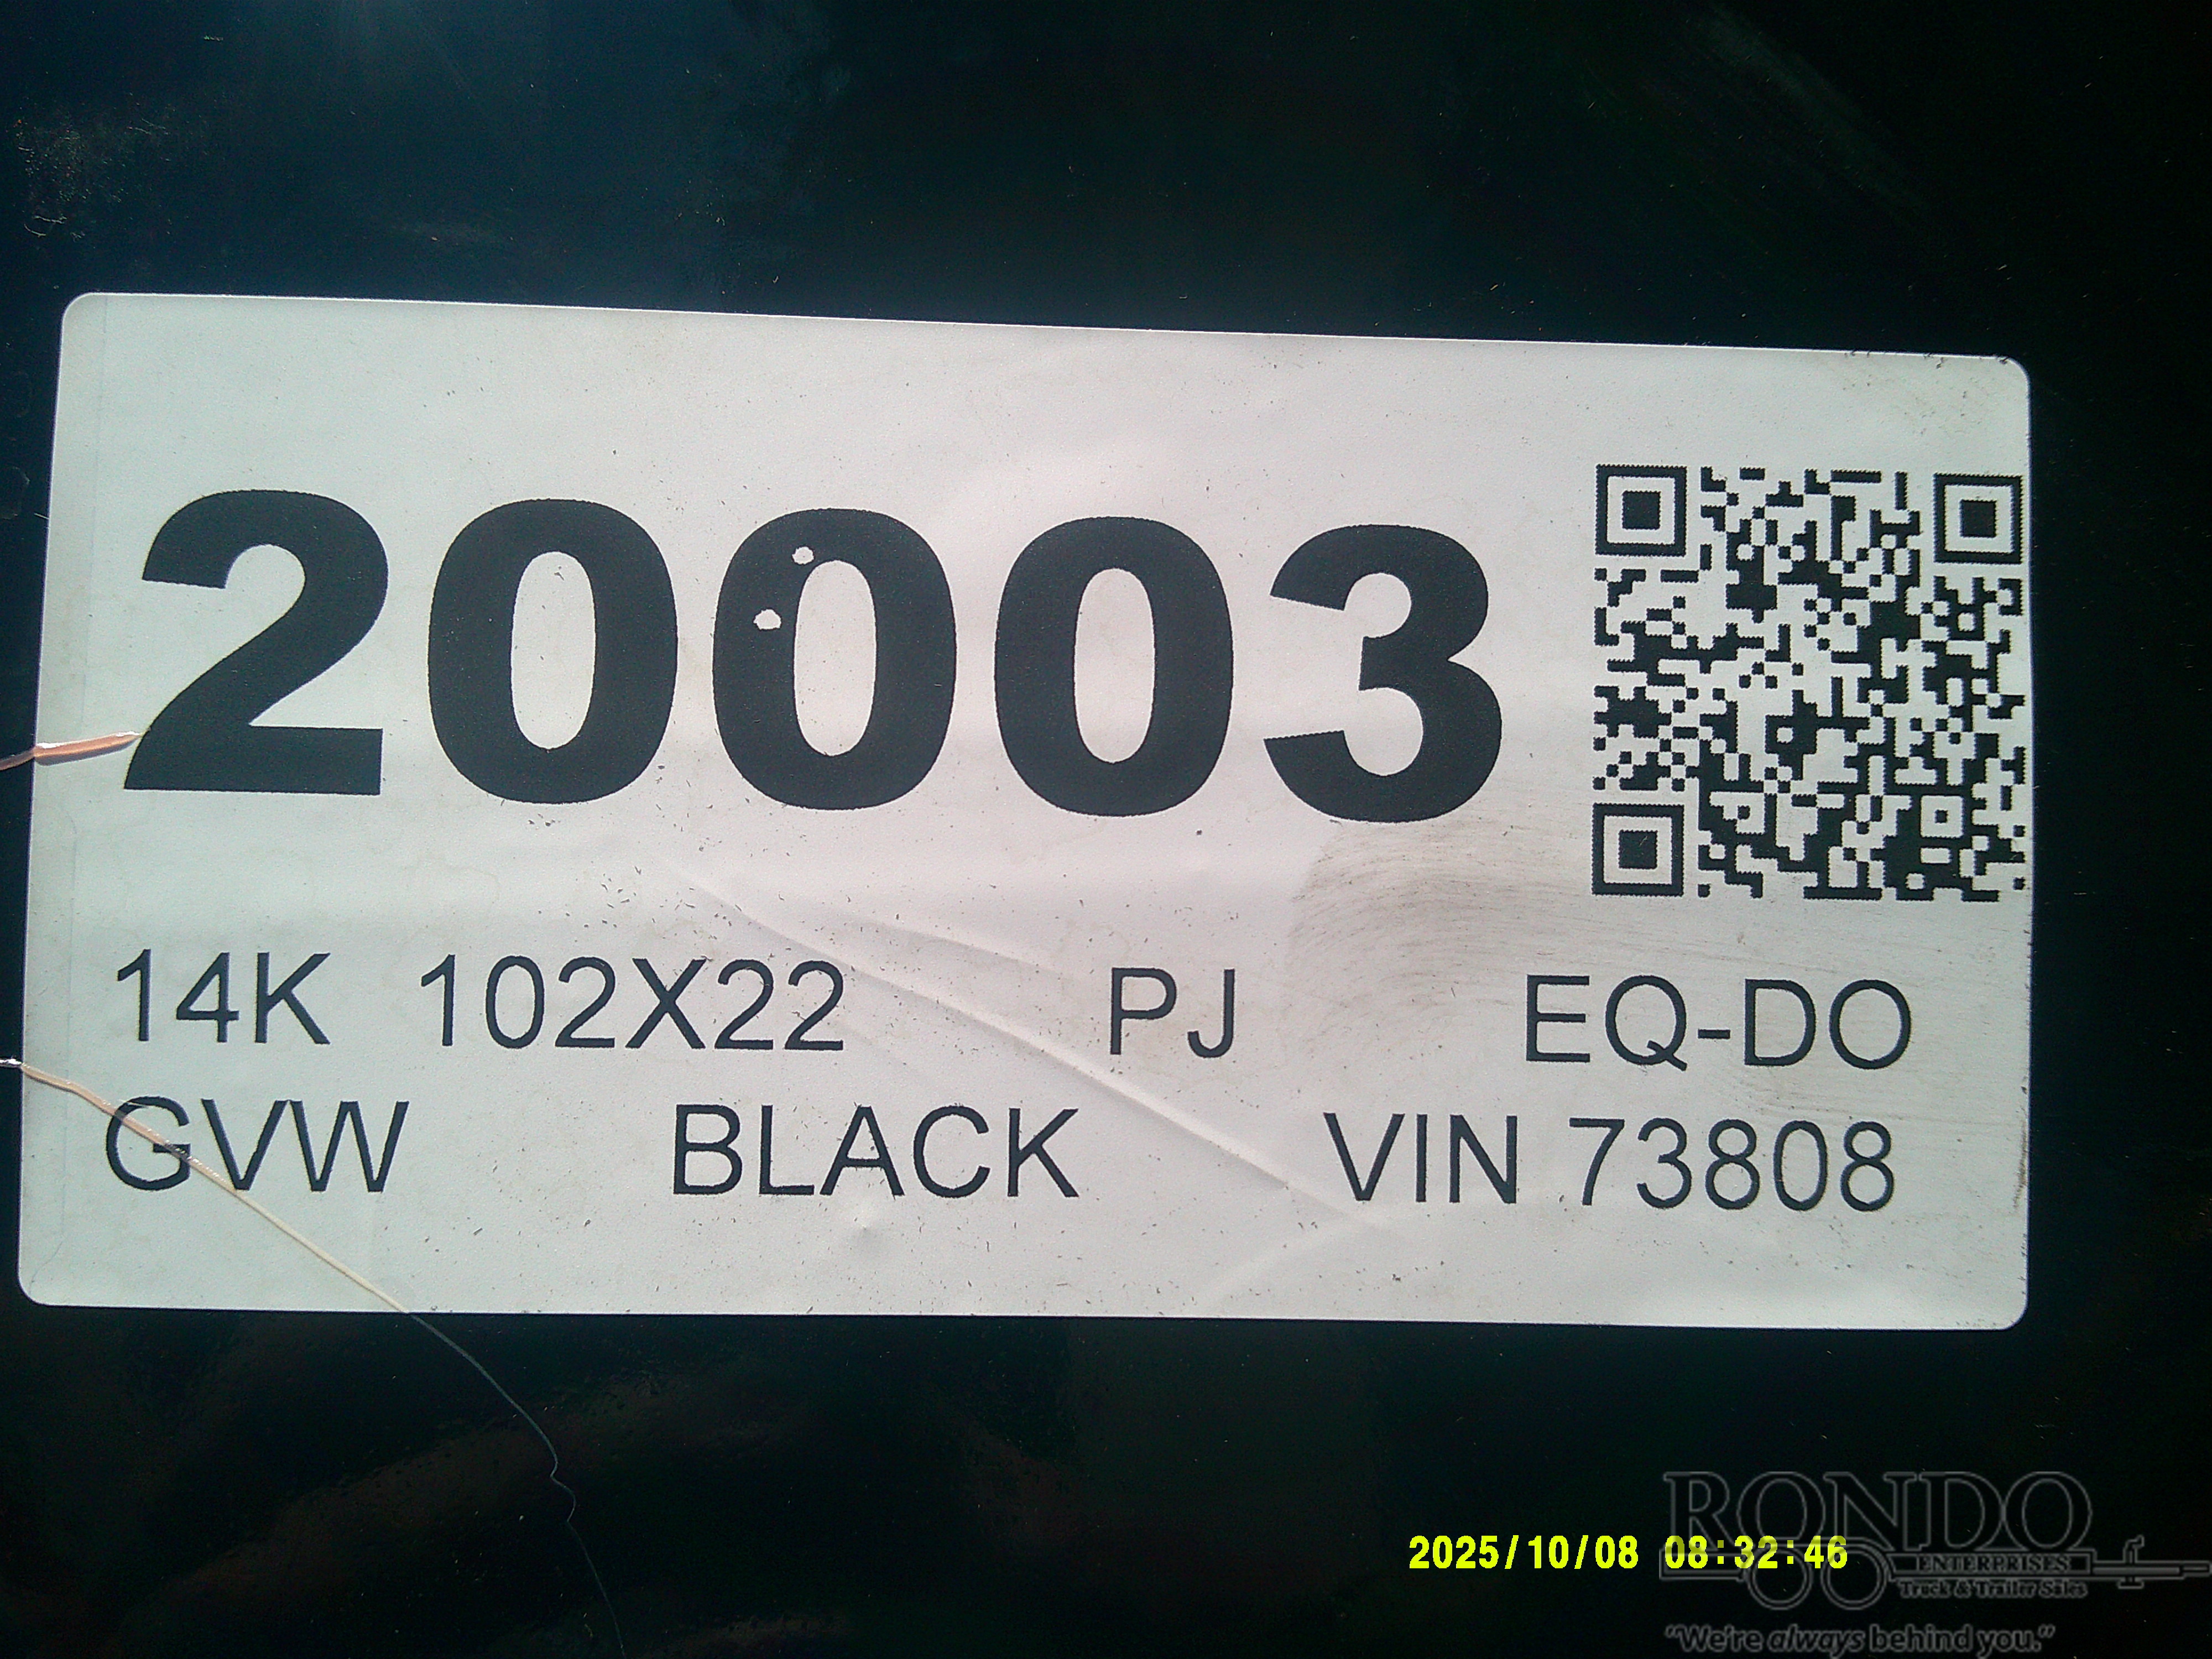 20003
14K 102X22 PJ EQ-DO
GVW BLACK VIN 73808
2025/10/08 08:32:46
RONDO
ENTERPRISES
Truck & Trailer Sales
"We're always behind you."